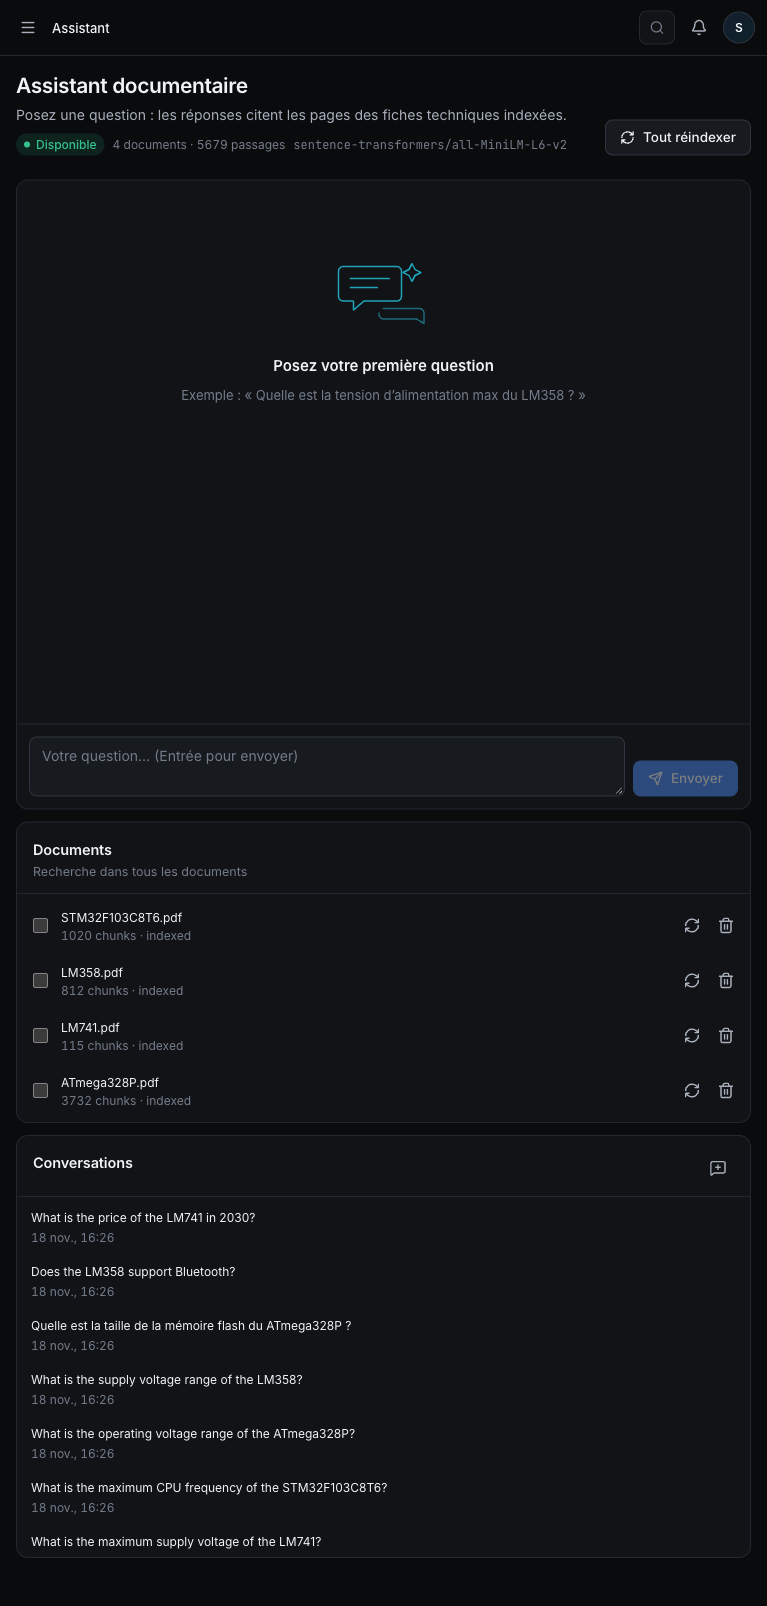 Assistant
S
Assistant documentaire
Posez une question : les réponses citent les pages des fiches techniques indexées.
Disponible
4 documents · 5679 passages
sentence-transformers/all-MiniLM-L6-v2
Tout réindexer
Posez votre première question
Exemple : « Quelle est la tension d’alimentation max du LM358 ? »
Votre question… (Entrée pour envoyer)
Envoyer
Documents
Recherche dans tous les documents
STM32F103C8T6.pdf
1020 chunks · indexed
LM358.pdf
812 chunks · indexed
LM741.pdf
115 chunks · indexed
ATmega328P.pdf
3732 chunks · indexed
Conversations
What is the price of the LM741 in 2030?
18 nov., 16:26
Does the LM358 support Bluetooth?
18 nov., 16:26
Quelle est la taille de la mémoire flash du ATmega328P ?
18 nov., 16:26
What is the supply voltage range of the LM358?
18 nov., 16:26
What is the operating voltage range of the ATmega328P?
18 nov., 16:26
What is the maximum CPU frequency of the STM32F103C8T6?
18 nov., 16:26
What is the maximum supply voltage of the LM741?